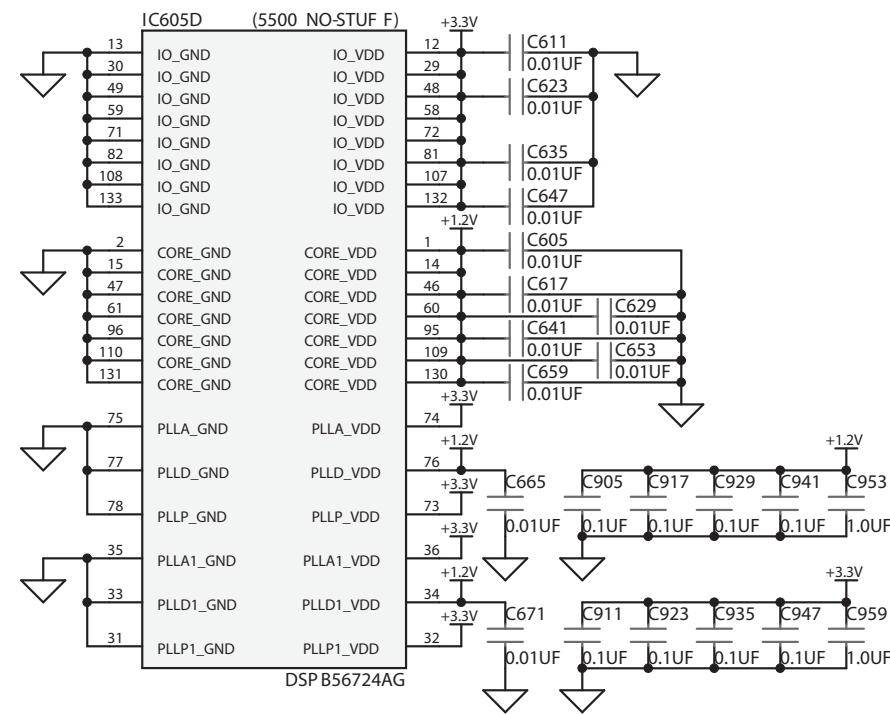 IC605D (5500 NO-STUF F) +3.3V
13 IO_GND IO_VDD 12 C611
0.01UF
30 IO_GND IO_VDD 29
49 IO_GND IO_VDD 48 C623
0.01UF
59 IO_GND IO_VDD 58
71 IO_GND IO_VDD 72
82 IO_GND IO_VDD 81 C635
0.01UF
108 IO_GND IO_VDD 107
133 IO_GND IO_VDD 132 C647
0.01UF
+1.2V
2 CORE_GND CORE_VDD 1 C605
0.01UF
15 CORE_GND CORE_VDD 14
47 CORE_GND CORE_VDD 46 C617
0.01UF
61 CORE_GND CORE_VDD 60 C629
0.01UF
96 CORE_GND CORE_VDD 95 C641
0.01UF
110 CORE_GND CORE_VDD 109 C653
0.01UF
131 CORE_GND CORE_VDD 130 C659
0.01UF
+3.3V
75 PLLA_GND PLLA_VDD 74
+1.2V +1.2V
77 PLLD_GND PLLD_VDD 76 C665 C905 C917 C929 C941 C953
+3.3V
78 PLLP_GND PLLP_VDD 73 0.01UF 0.1UF 0.1UF 0.1UF 0.1UF 1.0UF
+3.3V
35 PLLA1_GND PLLA1_VDD 36
+1.2V +3.3V
33 PLLD1_GND PLLD1_VDD 34 C671 C911 C923 C935 C947 C959
+3.3V
31 PLLP1_GND PLLP1_VDD 32 0.01UF 0.1UF 0.1UF 0.1UF 0.1UF 1.0UF
DSP B56724AG